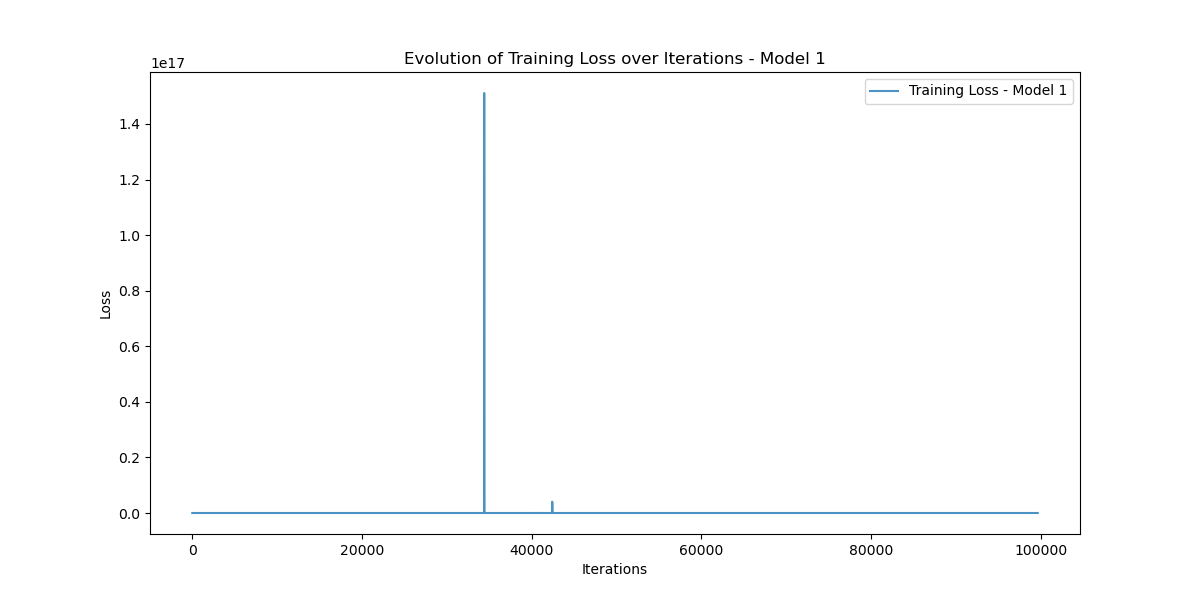 Evolution of Training Loss over Iterations - Model 1
1e17
Training Loss - Model 1
1.4
1.2
1.0
0.8
0.6
0.4
0.2
0.0
Loss
0 20000 40000 60000 80000 100000
Iterations